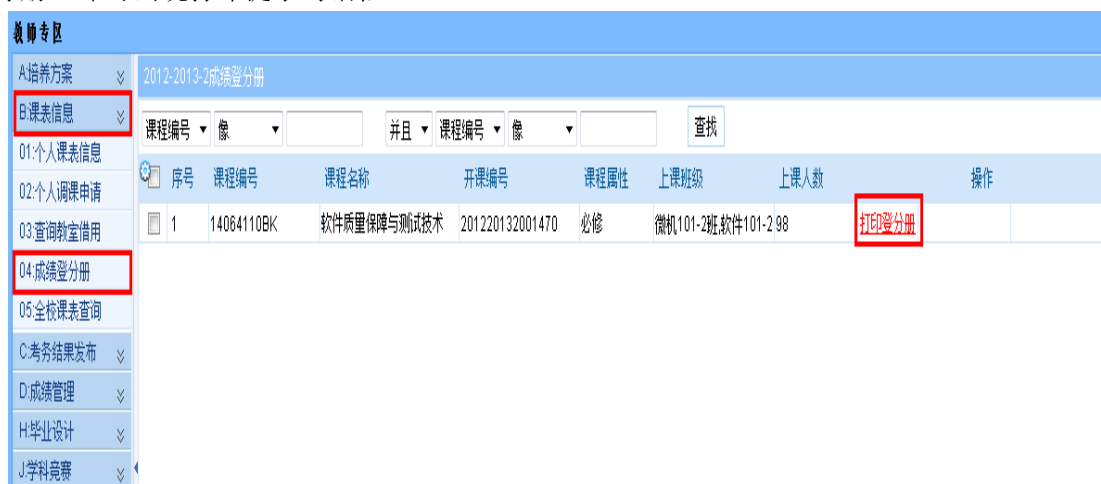 教师专区
A:培养方案
2012-2013-2成绩登分册
B:课表信息
课程编号 像 并且 课程编号 像 查找
01:个人课表信息
序号 课程编号 课程名称 开课编号 课程属性 上课班级 上课人数 操作
02:个人调课申请
1 14064110BK 软件质量保障与测试技术 201220132001470 必修 微机101-2班,软件101-2 98 打印登分册
03:查询教室借用
04:成绩登分册
05:全校课表查询
C:考务结果发布
D:成绩管理
H:毕业设计
J:学科竞赛